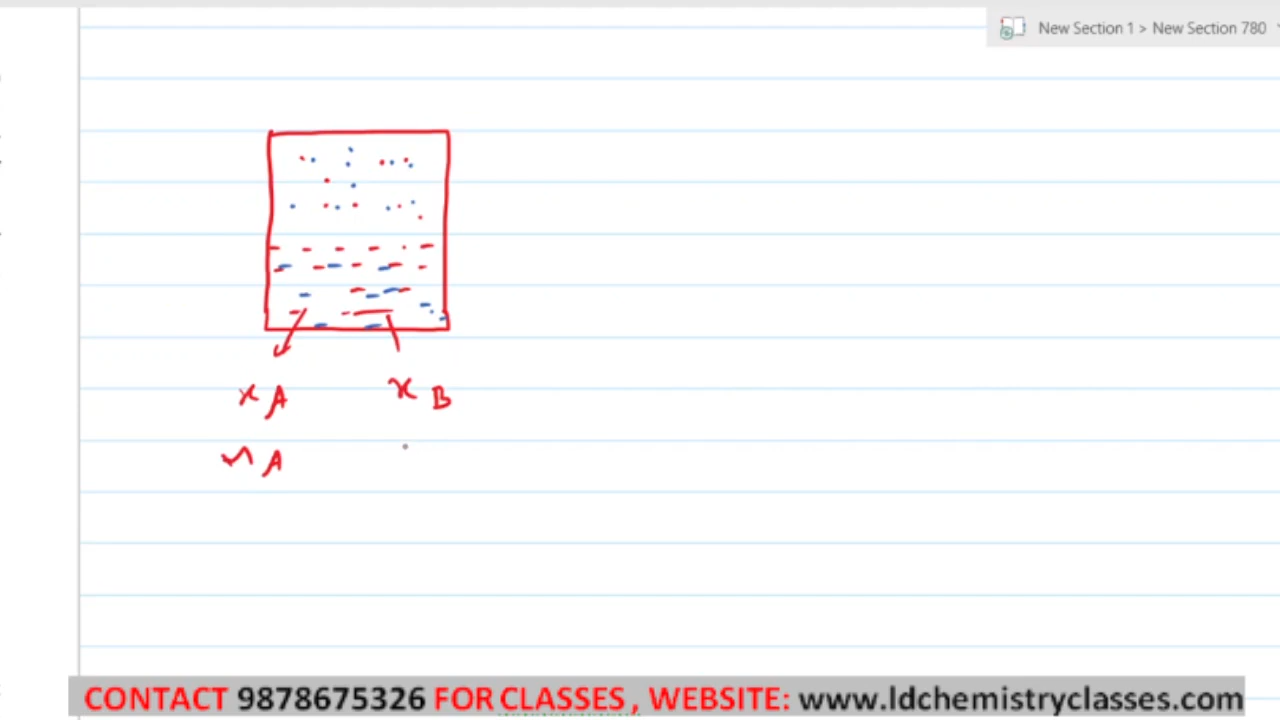 New Section 1 > New Section 780
x A x B
n A
CONTACT 9878675326 FOR CLASSES , WEBSITE: www.ldchemistryclasses.com